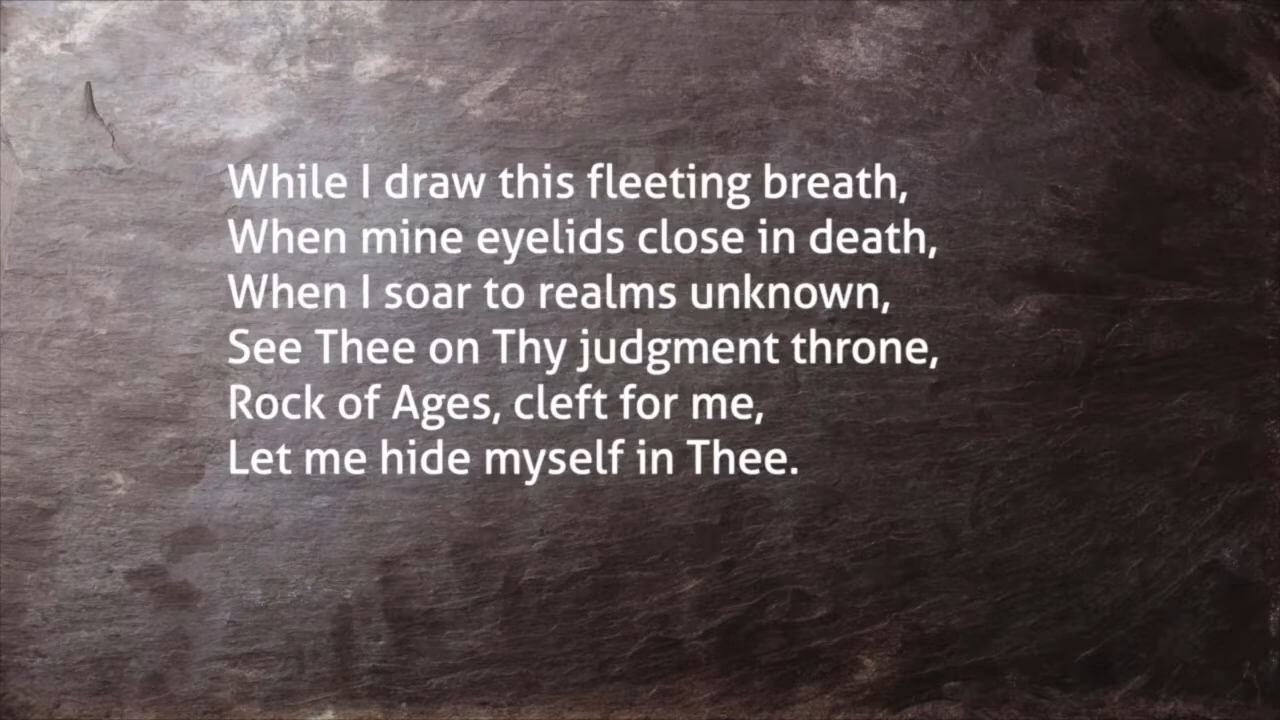 While I draw this fleeting breath,
When mine eyelids close in death,
When I soar to realms unknown,
See Thee on Thy judgment throne,
Rock of Ages, cleft for me,
Let me hide myself in Thee.